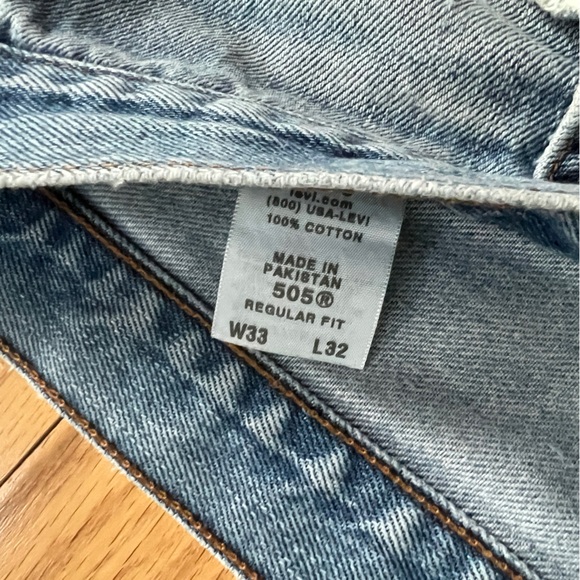 levi.com
(800) USA-LEVI
100% COTTON
MADE IN
PAKISTAN
505®
REGULAR FIT
W33 L32